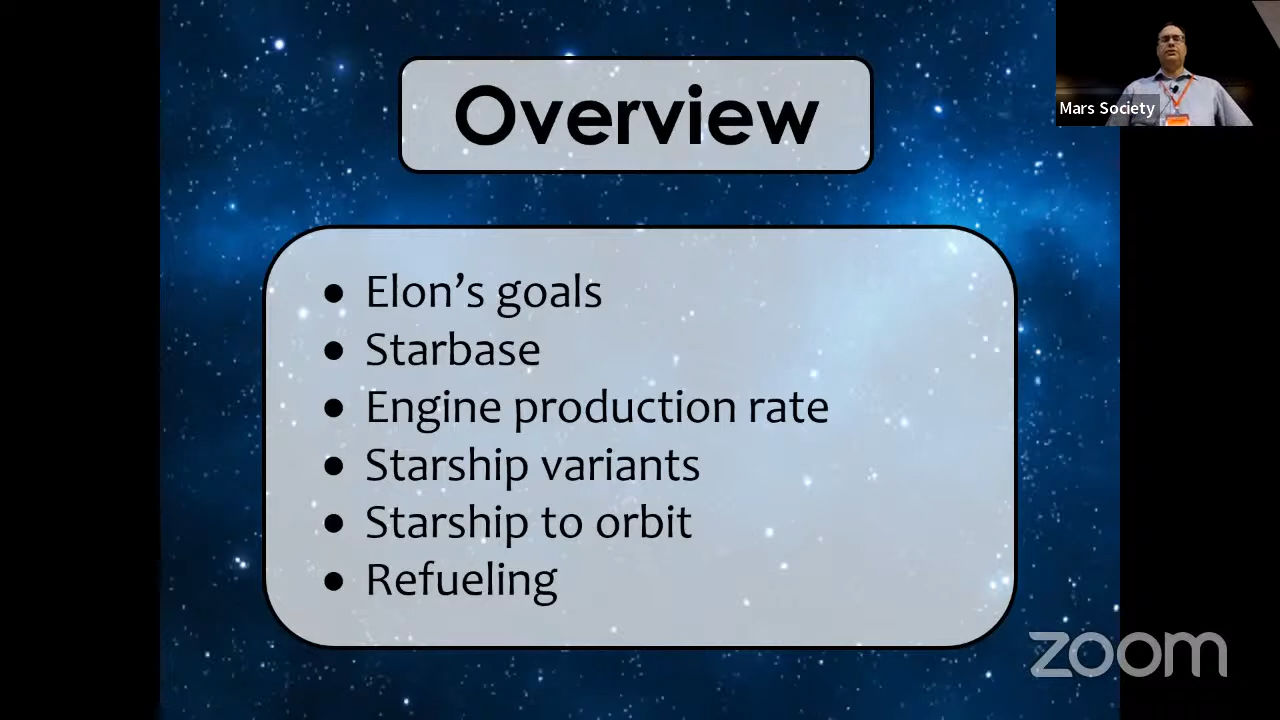 Overview
Mars Society
● Elon’s goals
● Starbase
● Engine production rate
● Starship variants
● Starship to orbit
● Refueling
zoom